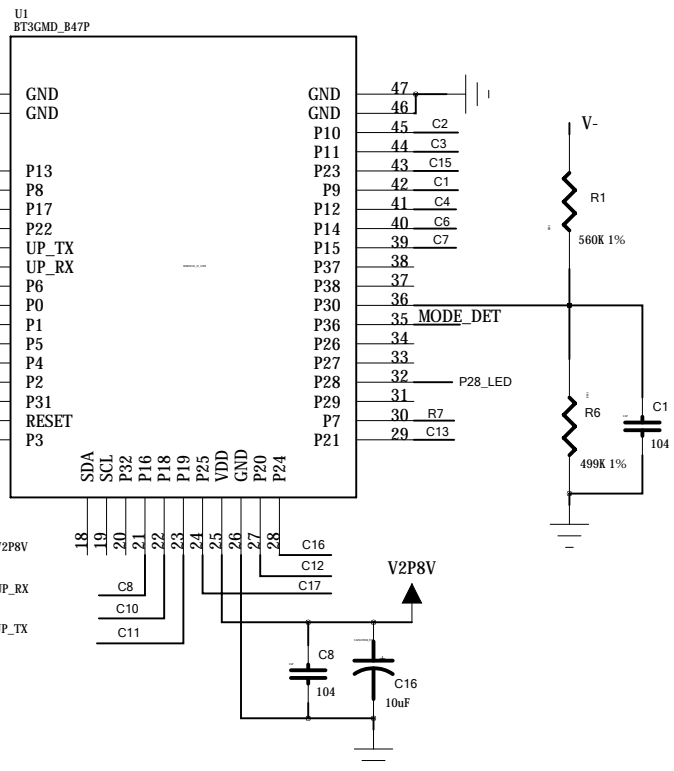 U1
BT3GMD_B47P
GND GND 47
GND GND 46
P10 45 C2
P11 44 C3
P13 P23 43 C15
P8 P9 42 C1
P17 P12 41 C4
P22 P14 40 C6
UP_TX P15 39 C7
UP_RX P37 38
P6 P38 37
P0 P30 36
P1 P36 35 MODE_DET
P5 P26 34
P4 P27 33
P2 P28 32 P28_LED
P31 P29 31
RESET P7 30 R7
P3 P21 29 C13
SDA SCL P32 P16 P18 P19 P25 VDD GND P20 P24
18 19 20 21 22 23 24 25 26 27 28
V-
R1
560K 1%
R6
499K 1%
C1
104
V2P8V
C16
C12
UP_RX C8 C17
C10
UP_TX C11
V2P8V
C8
104
C16
10uF